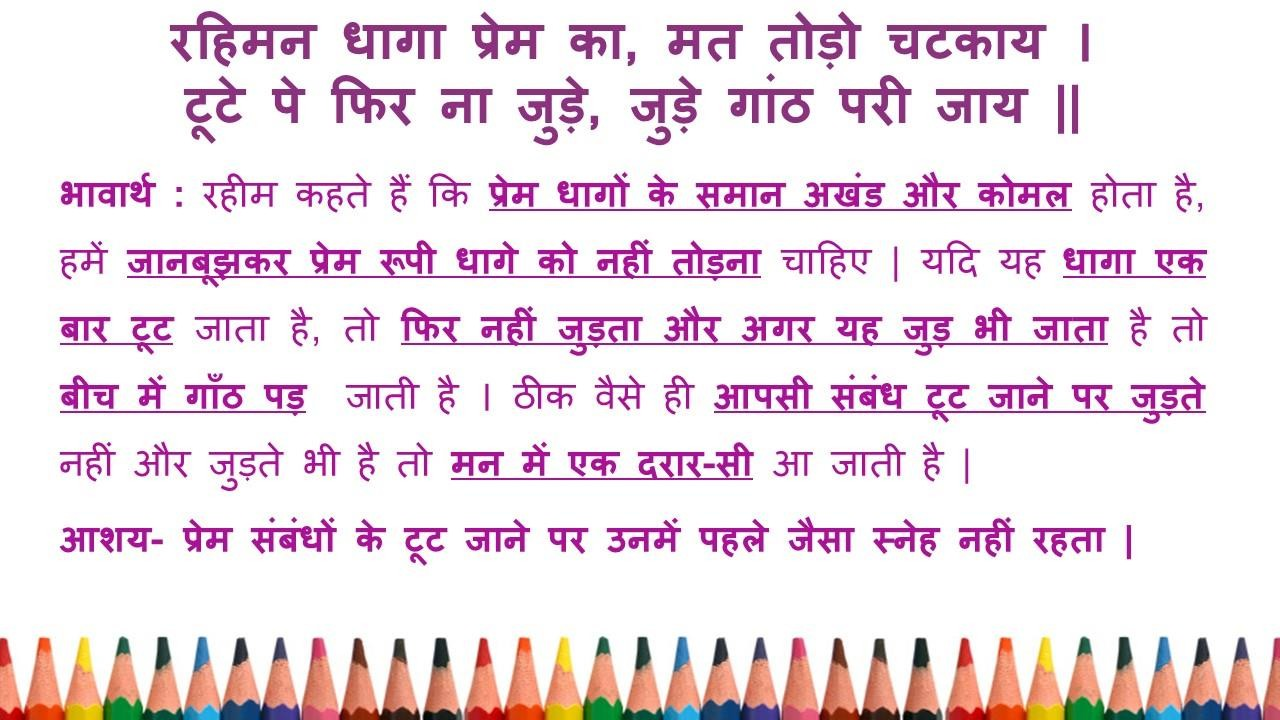 रहिमन धागा प्रेम का, मत तोड़ो चटकाय ।
टूटे पे फिर ना जुड़े, जुड़े गांठ परी जाय ||
भावार्थ : रहीम कहते हैं कि प्रेम धागों के समान अखंड और कोमल होता है,
हमें जानबूझकर प्रेम रूपी धागे को नहीं तोड़ना चाहिए | यदि यह धागा एक
बार टूट जाता है, तो फिर नहीं जुड़ता और अगर यह जुड़ भी जाता है तो
बीच में गाँठ पड़ जाती है । ठीक वैसे ही आपसी संबंध टूट जाने पर जुड़ते
नहीं और जुड़ते भी है तो मन में एक दरार-सी आ जाती है |
आशय- प्रेम संबंधों के टूट जाने पर उनमें पहले जैसा स्नेह नहीं रहता |